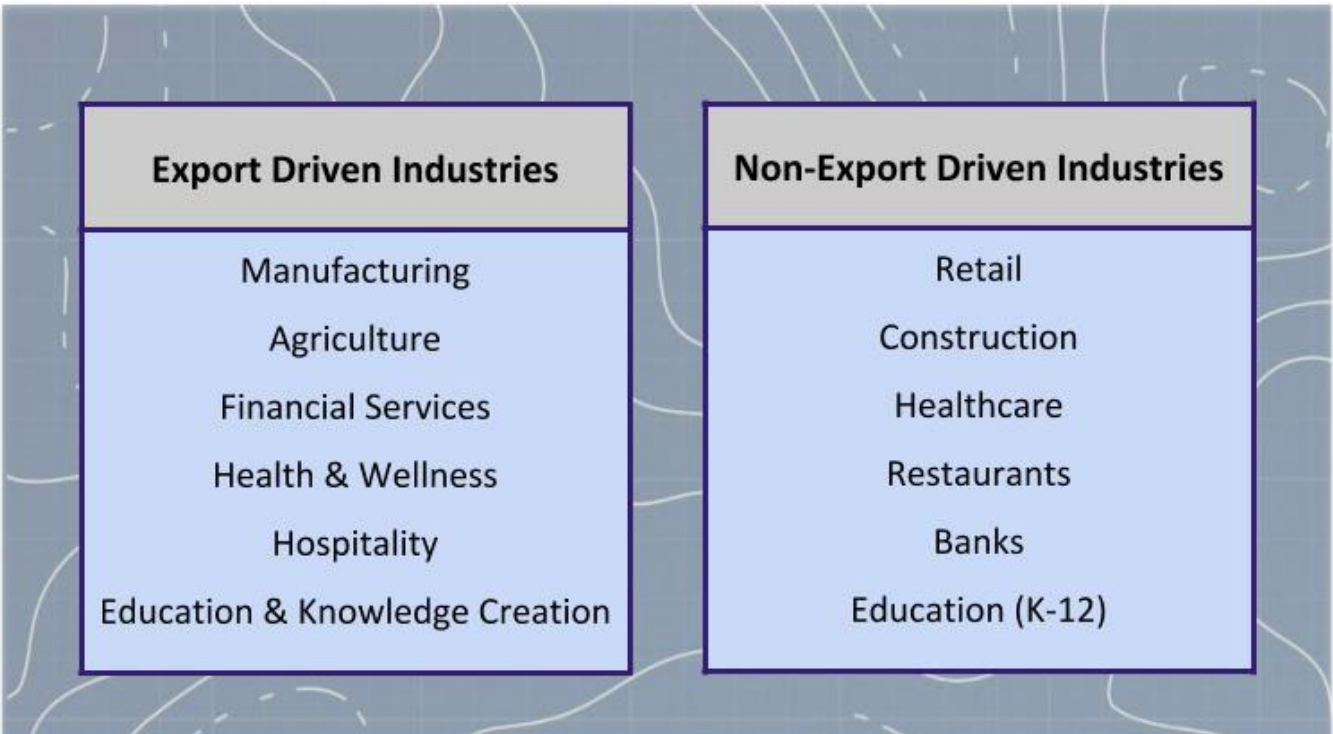 Export Driven Industries
Manufacturing
Agriculture
Financial Services
Health & Wellness
Hospitality
Education & Knowledge Creation
Non-Export Driven Industries
Retail
Construction
Healthcare
Restaurants
Banks
Education (K-12)